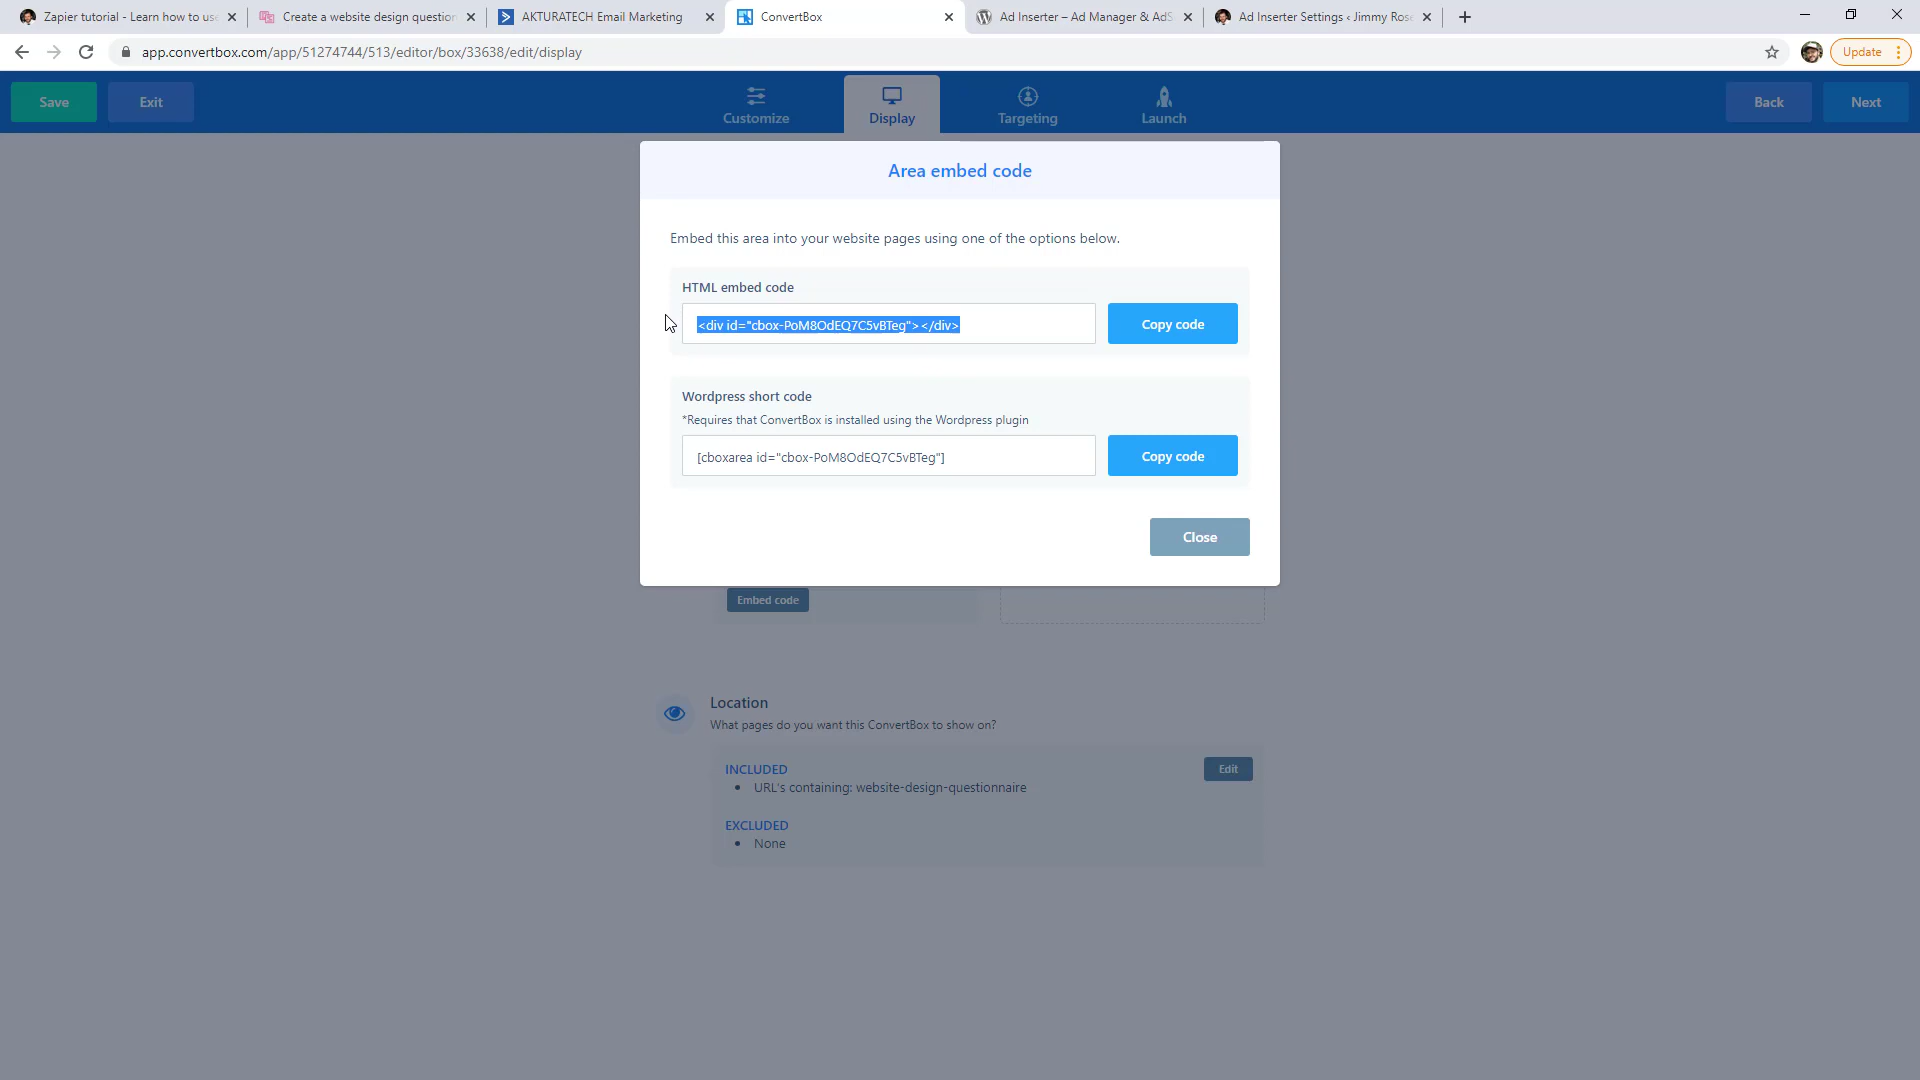 Zapier tutorial - Learn how to us
Create a website design question
AKTURATECH Email Marketing
ConvertBox
Ad Inserter – Ad Manager & AdS
Ad Inserter Settings ‹ Jimmy Rose
app.convertbox.com/app/51274744/513/editor/box/33638/edit/display
Update
Save
Exit
Customize
Display
Targeting
Launch
Back
Next
Area embed code
Embed this area into your website pages using one of the options below.
HTML embed code
<div id="cbox-PoM8OdEQ7C5vBTeg"></div>
Copy code
Wordpress short code
*Requires that ConvertBox is installed using the Wordpress plugin
[cboxarea id="cbox-PoM8OdEQ7C5vBTeg"]
Copy code
Close
Embed code
Location
What pages do you want this ConvertBox to show on?
INCLUDED
Edit
• URL's containing: website-design-questionnaire
EXCLUDED
• None